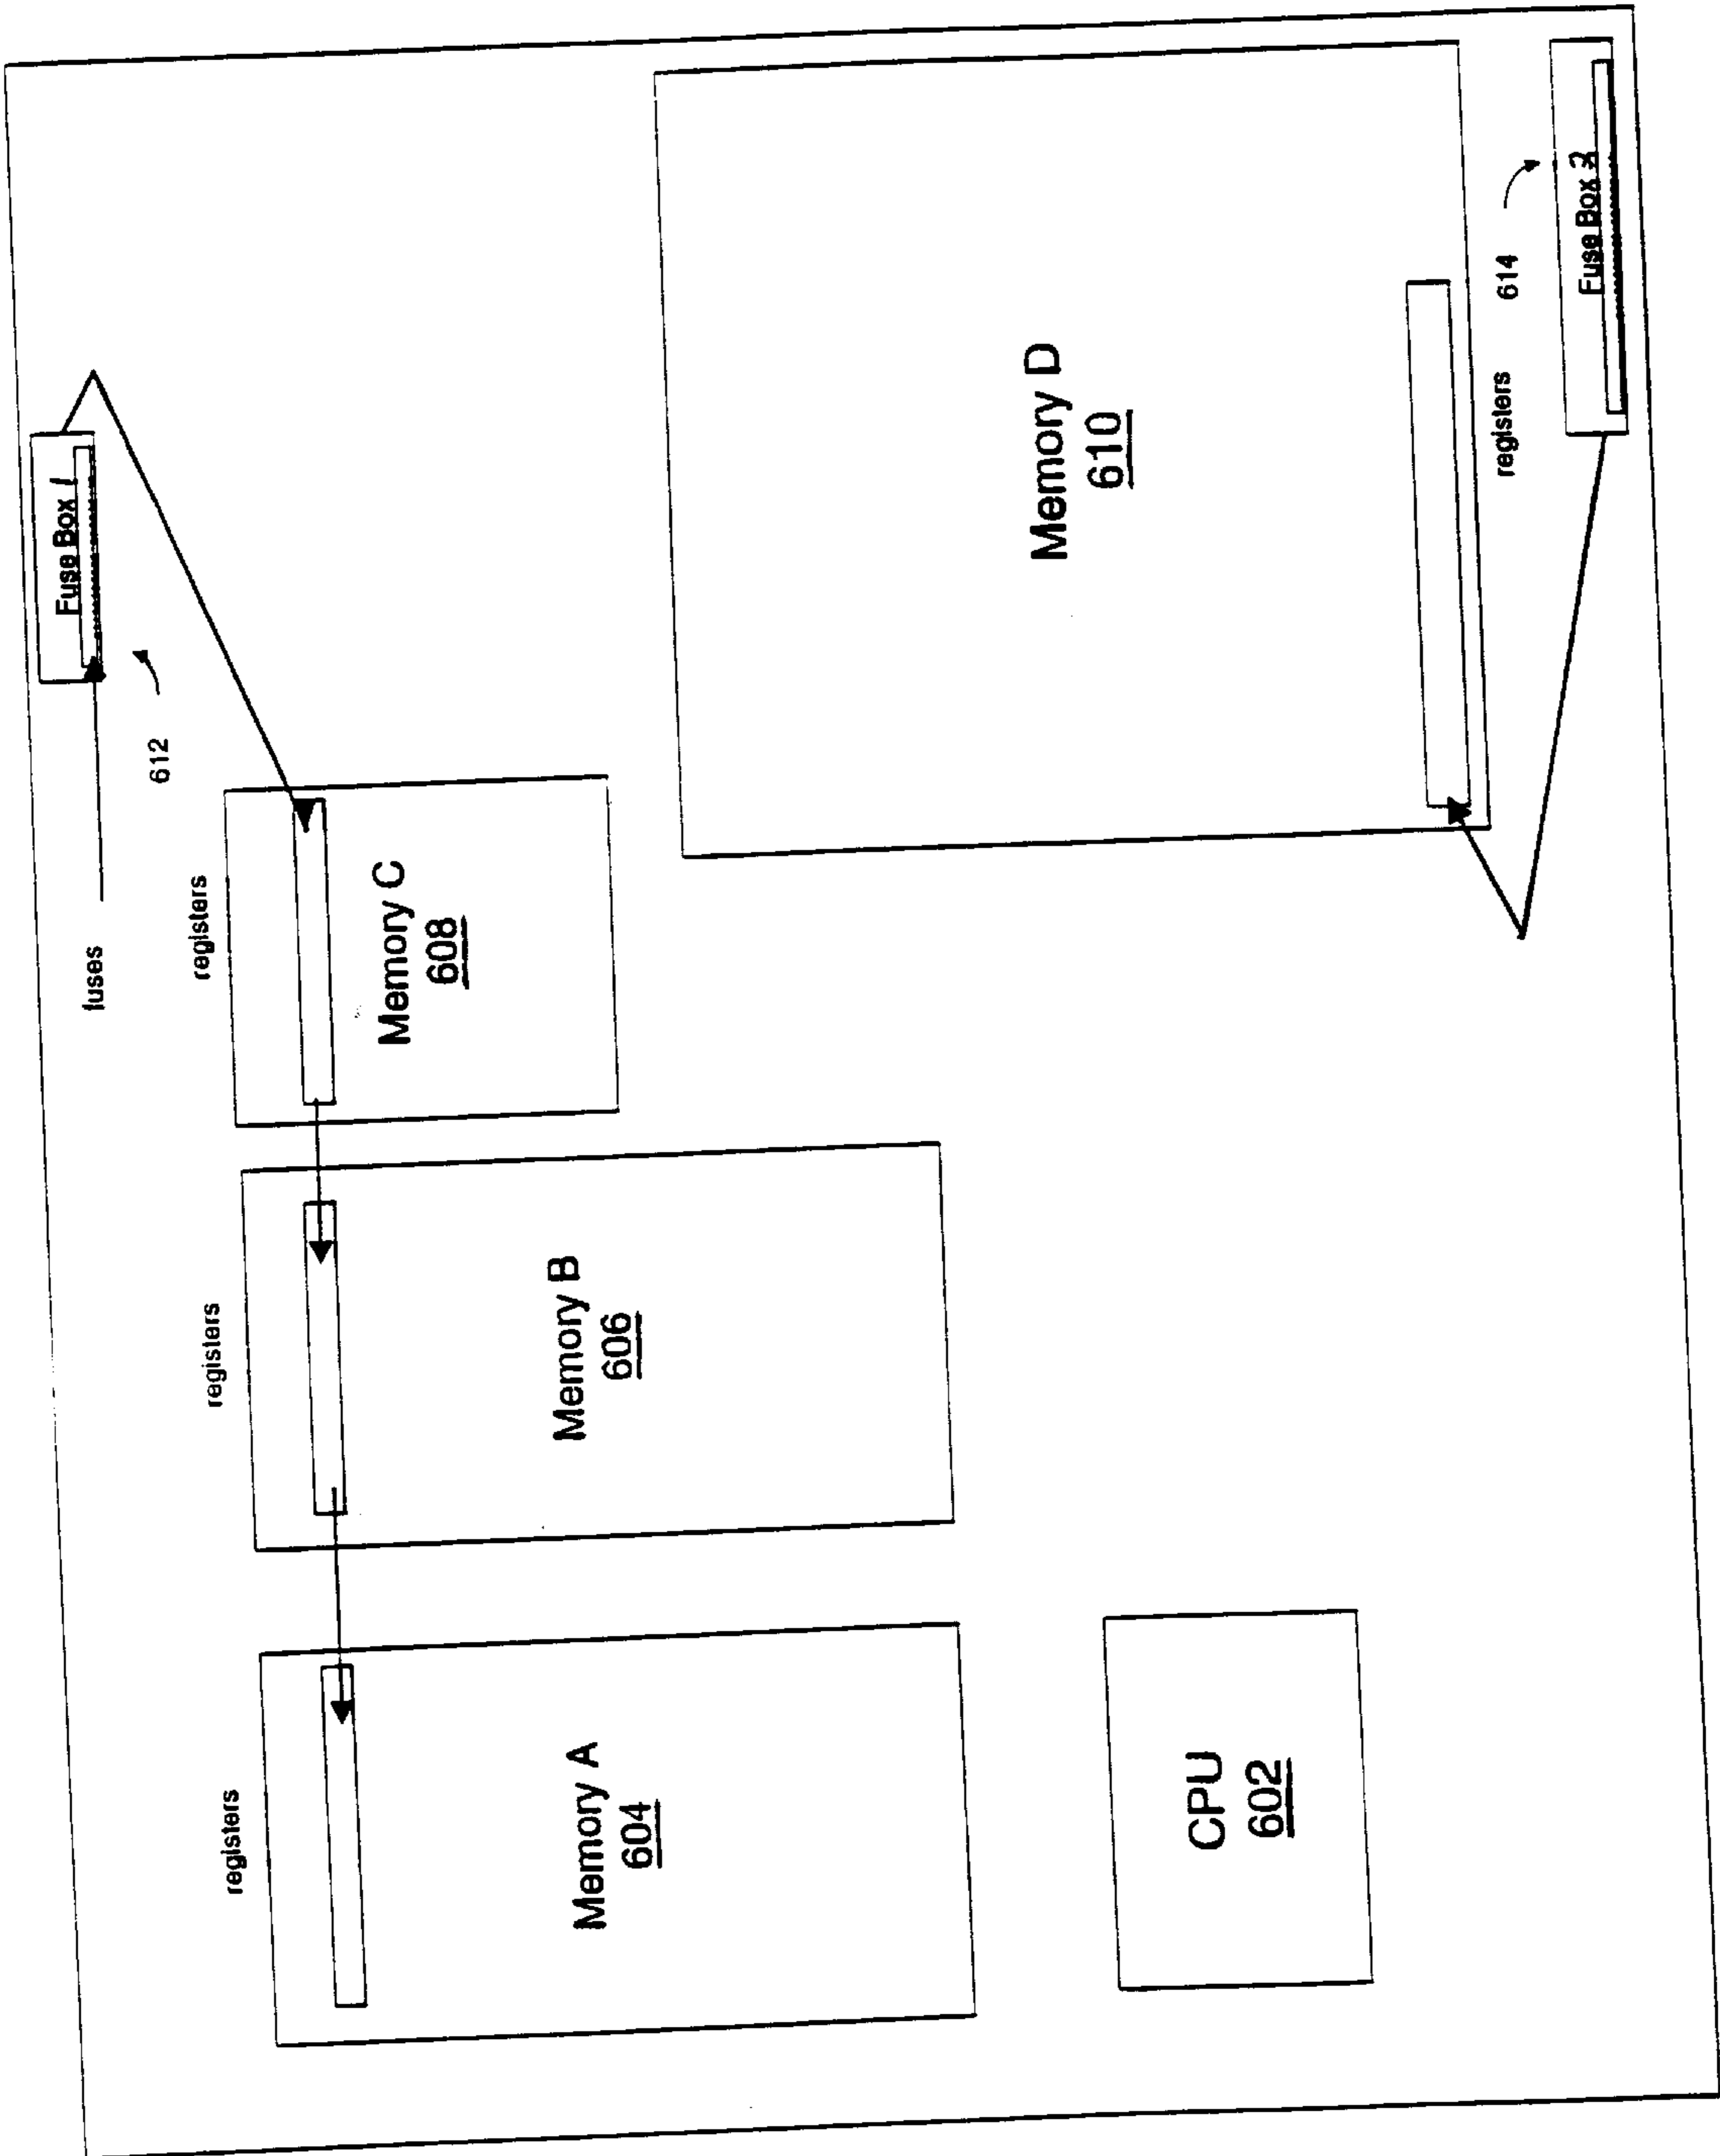 Fuse Box 1
fuses
612
registers
registers
registers
Memory C
608
Memory B
606
Memory A
604
Memory D
610
CPU
602
registers
614
Fuse Box 2